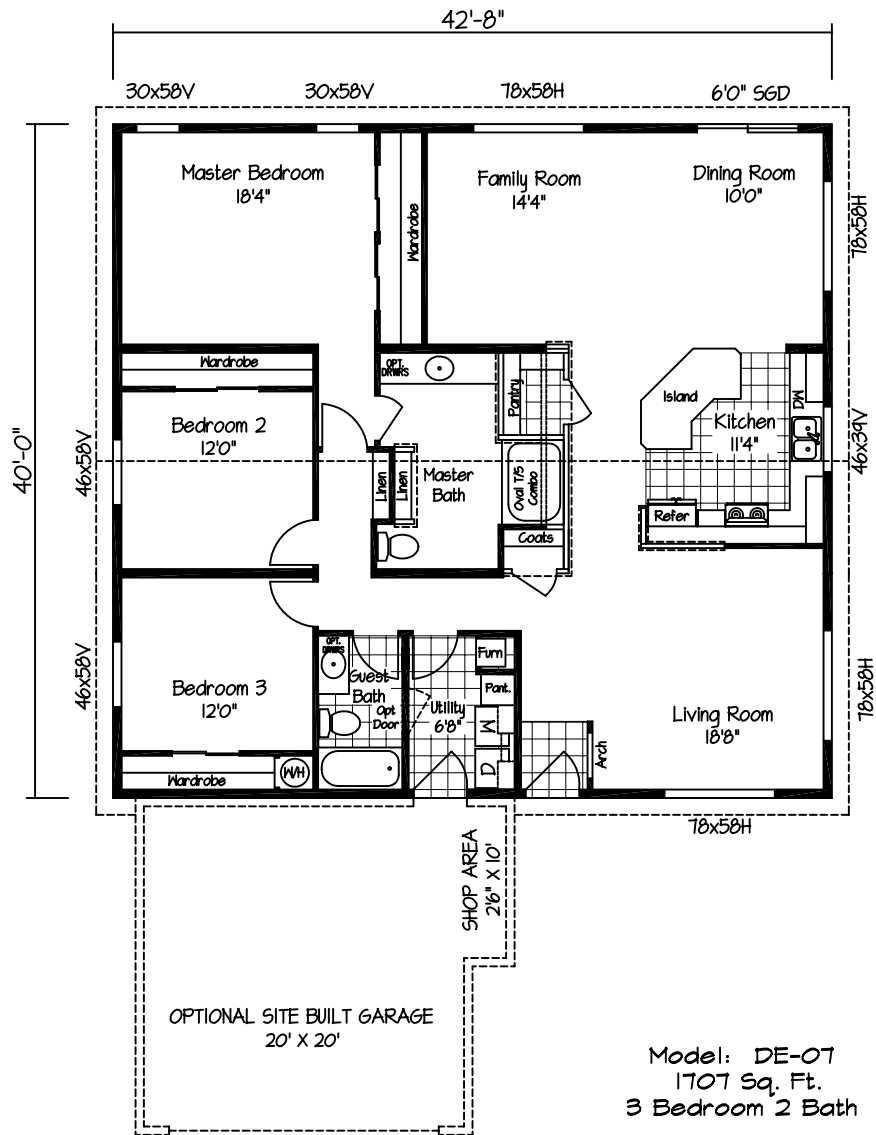 42'-8"
30x58V
30x58V
78x58H
6'0" SGD
Master Bedroom
18'4"
Wardrobe
Family Room
14'4"
Dining Room
10'0"
78x58H
40'-0"
Wardrobe
OPT.
DRWRS
Pantry
Island
DW
Bedroom 2
12'0"
Kitchen
11'4"
46x58V
46x39V
Linen
Linen
Master
Bath
Oval T/S
Combo
Refer
Coats
OPT.
DRWRS
Furn
46x58V
Bedroom 3
12'0"
Guest
Bath
Opt
Door
Utility
6'8"
Pant.
W
D
Living Room
18'8"
78x58H
Arch
Wardrobe
W/H
78x58H
SHOP AREA
2'6" X 10'
OPTIONAL SITE BUILT GARAGE
20' X 20'
Model: DE-07
1707 Sq. Ft.
3 Bedroom 2 Bath